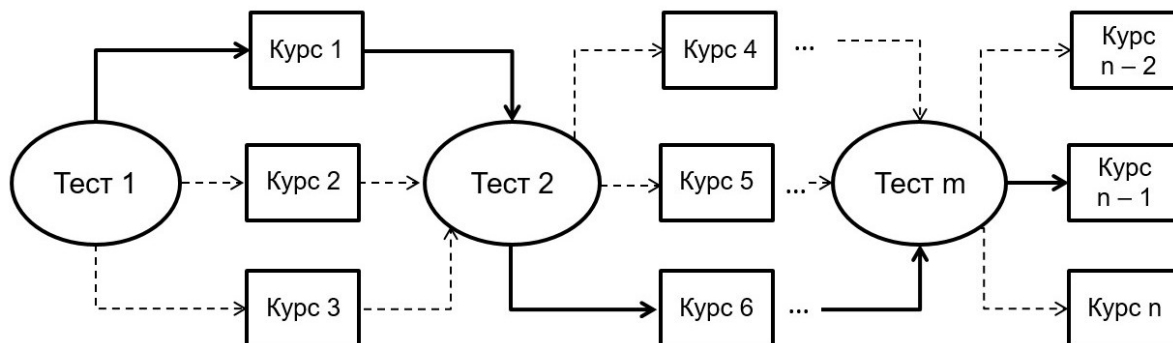 Курс 1
Курс 4
...
Курс
n – 2
Тест 1
Курс 2
Тест 2
Курс 5
...
Тест m
Курс
n – 1
Курс 3
Курс 6
...
Курс n